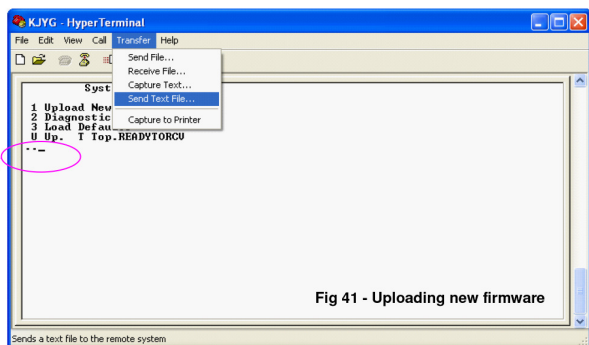 KJYG - HyperTerminal
File Edit View Call Transfer Help
Send File...
Receive File...
Capture Text...
Send Text File...
Capture to Printer
Syst
1 Upload New
2 Diagnostic
3 Load Defau
U Up. T Top.READYTORCV
--_
Fig 41 - Uploading new firmware
Sends a text file to the remote system